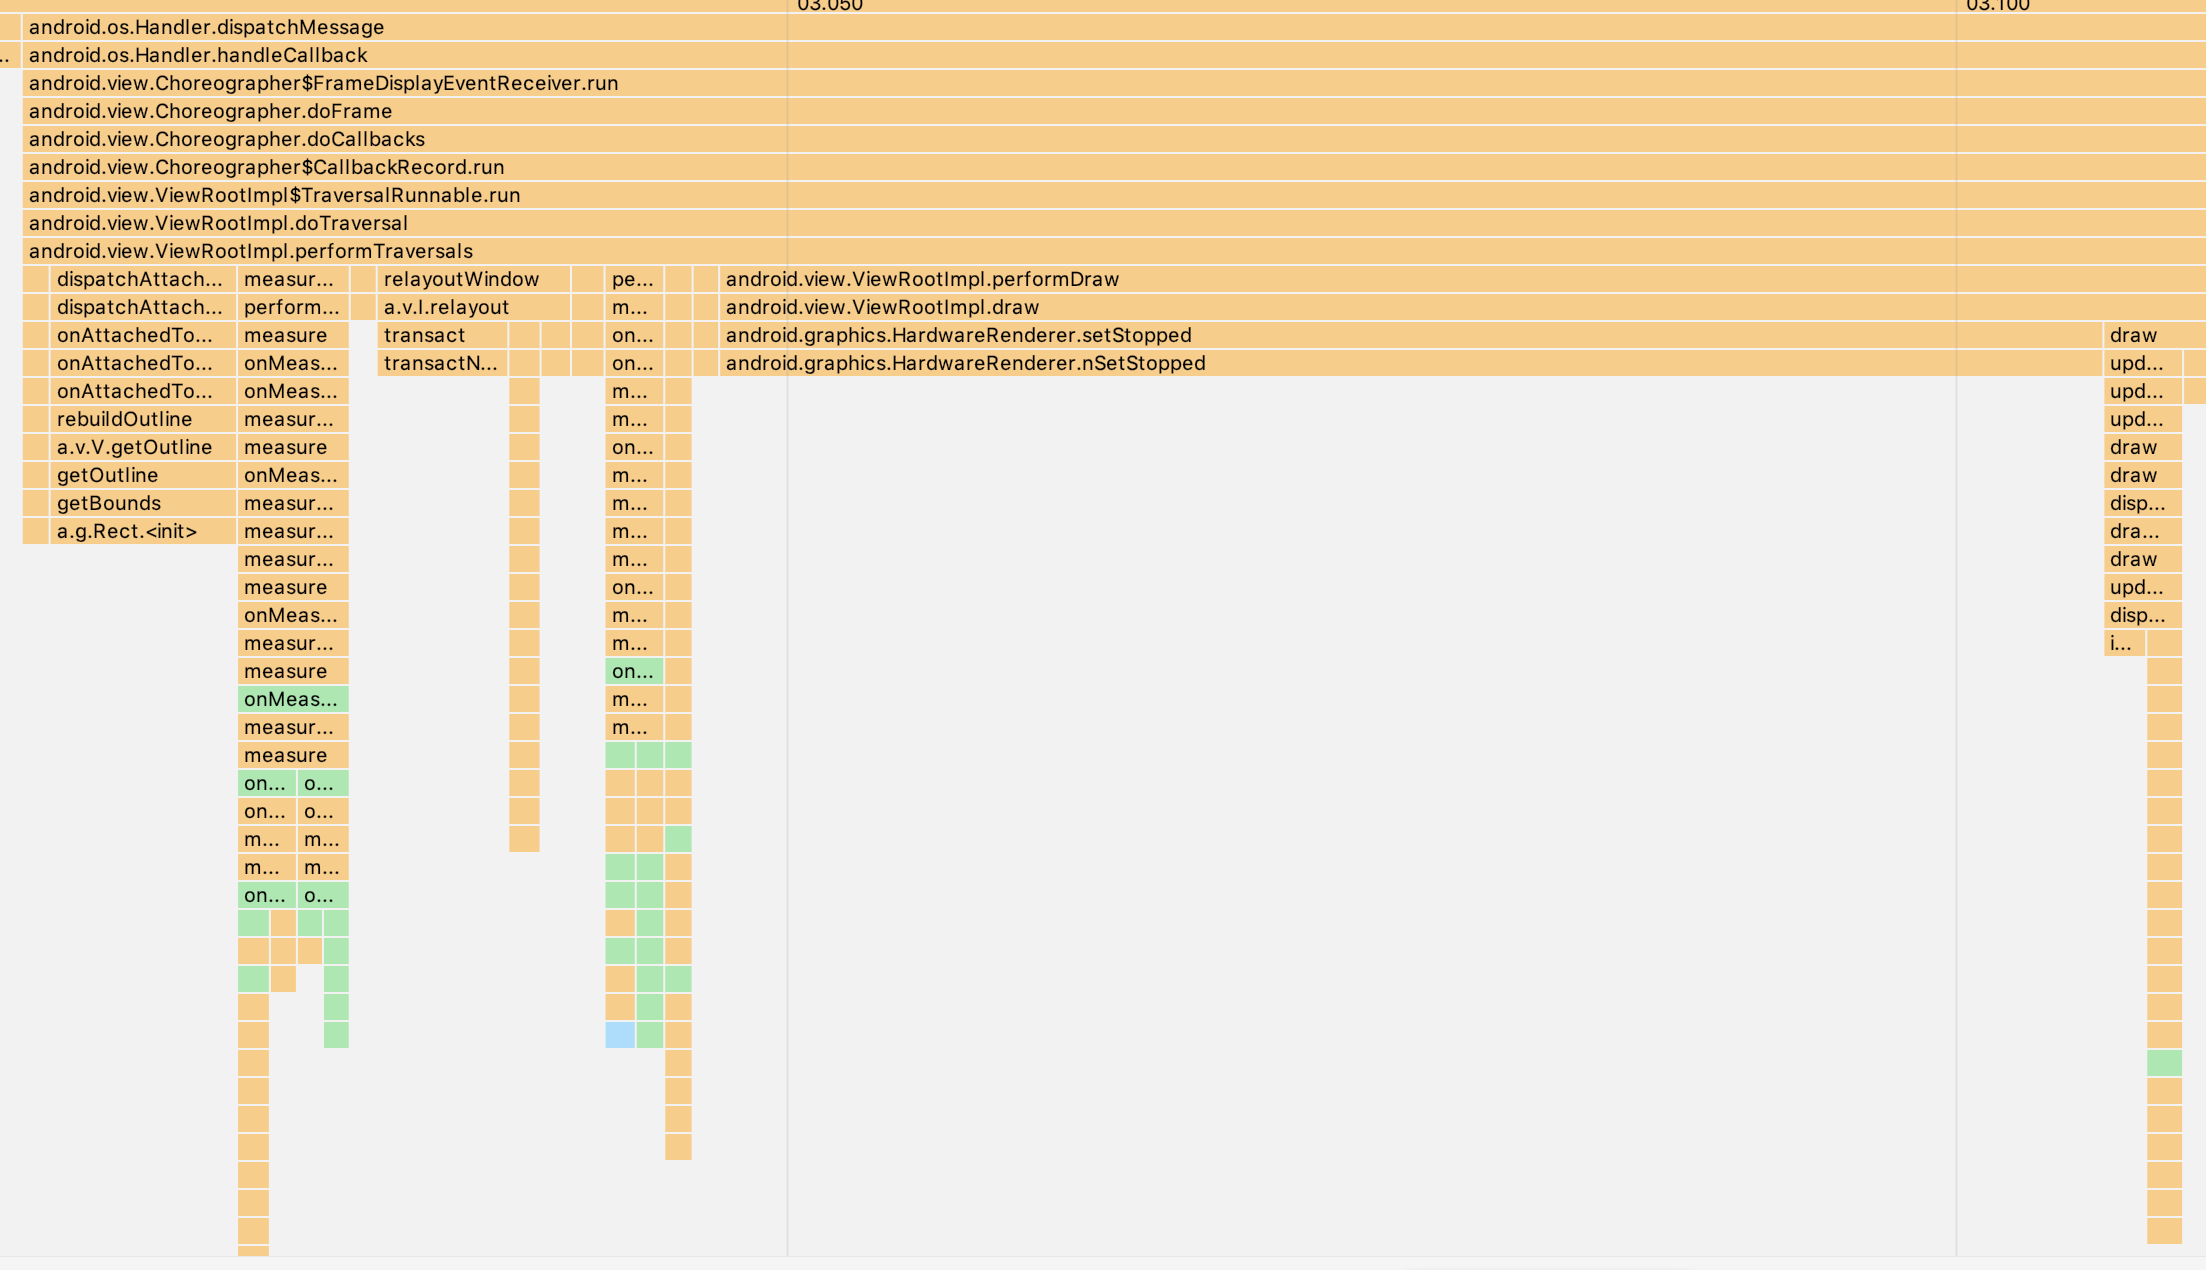 03.050 03.100
android.os.Handler.dispatchMessage
.. android.os.Handler.handleCallback
android.view.Choreographer$FrameDisplayEventReceiver.run
android.view.Choreographer.doFrame
android.view.Choreographer.doCallbacks
android.view.Choreographer$CallbackRecord.run
android.view.ViewRootImpl$TraversalRunnable.run
android.view.ViewRootImpl.doTraversal
android.view.ViewRootImpl.performTraversals
dispatchAttach... measur... relayoutWindow pe... android.view.ViewRootImpl.performDraw
dispatchAttach... perform... a.v.I.relayout m... android.view.ViewRootImpl.draw
onAttachedTo... measure transact on... android.graphics.HardwareRenderer.setStopped draw
onAttachedTo... onMeas... transactN... on... android.graphics.HardwareRenderer.nSetStopped upd...
onAttachedTo... onMeas... m... upd...
rebuildOutline measur... m... upd...
a.v.V.getOutline measure on... draw
getOutline onMeas... m... draw
getBounds measur... m... disp...
a.g.Rect.<init> measur... m... dra...
measur... m... draw
measure on... upd...
onMeas... m... disp...
measur... m... i...
measure on...
onMeas... m...
measur... m...
measure
on... o...
on... o...
m... m...
m... m...
on... o...